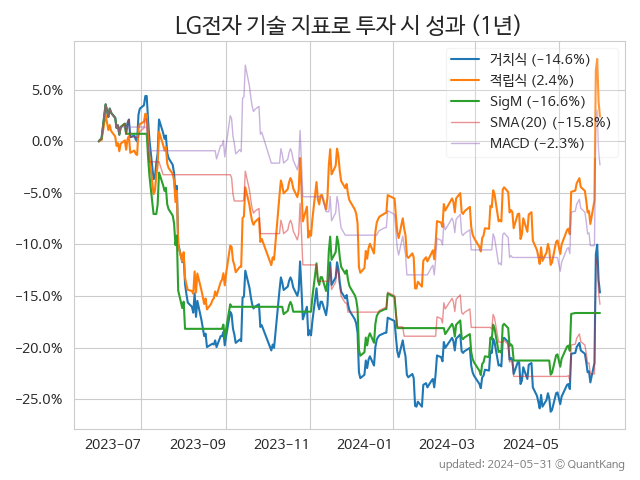 LG전자 기술 지표로 투자 시 성과 (1년)
거치식 (−14.6%)
적립식 (2.4%)
SigM (−16.6%)
SMA(20) (−15.8%)
MACD (−2.3%)
5.0%
0.0%
−5.0%
−10.0%
−15.0%
−20.0%
−25.0%
2023-07 2023-09 2023-11 2024-01 2024-03 2024-05
updated: 2024-05-31 © QuantKang